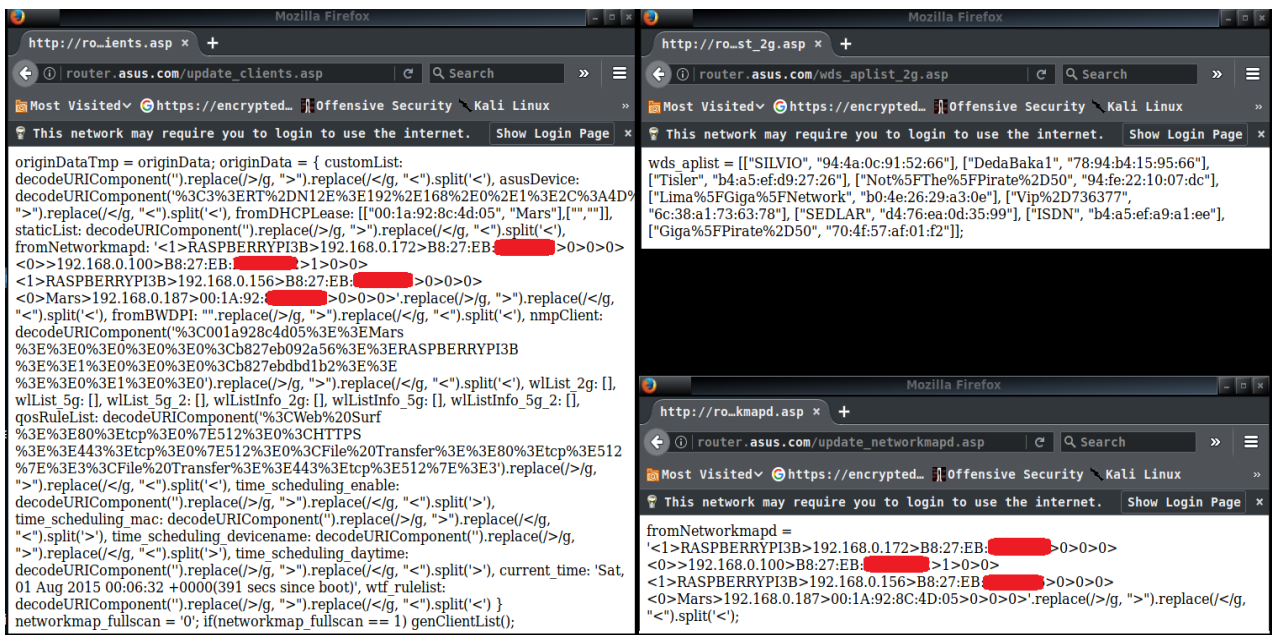 Mozilla Firefox
http://ro…ients.asp × +
router.asus.com/update_clients.asp
Search
Most Visited
https://encrypted…
Offensive Security
Kali Linux
»
This network may require you to login to use the internet.
Show Login Page ×
originDataTmp = originData; originData = { customList:
decodeURIComponent('').replace(/>/g, ">").replace(/</g, "<").split('<'), asusDevice:
decodeURIComponent('%3C3%3ERT%2DN12E%3E192%2E168%2E0%2E1%3E2C%3A4D%
">").replace(/</g, "<").split('<'), fromDHCPLease: [["00:1a:92:8c:4d:05", "Mars"],["",""]],
staticList: decodeURIComponent('').replace(/>/g, ">").replace(/</g, "<").split('<'),
fromNetworkmapd: '<1>RASPBERRYPI3B>192.168.0.172>B8:27:EB: >0>0>0>
<0>>192.168.0.100>B8:27:EB: >1>0>0>
<1>RASPBERRYPI3B>192.168.0.156>B8:27:EB: >0>0>0>
<0>Mars>192.168.0.187>00:1A:92: >0>0>0>'.replace(/>/g, ">").replace(/</g,
"<").split('<'), fromBWDPI: "".replace(/>/g, ">").replace(/</g, "<").split('<'), nmpClient:
decodeURIComponent('%3C001a928c4d05%3E%3EMars
%3E%3E0%3E0%3E0%3E0%3Cb827eb092a56%3E%3ERASPBERRYPI3B
%3E%3E1%3E0%3E0%3E0%3Cb827ebdbd1b2%3E%3E
%3E%3E0%3E1%3E0%3E0').replace(/>/g, ">").replace(/</g, "<").split('<'), wlList_2g: [],
wlList_5g: [], wlList_5g_2: [], wlListInfo_2g: [], wlListInfo_5g: [], wlListInfo_5g_2: [],
qosRuleList: decodeURIComponent('%3CWeb%20Surf
%3E%3E80%3Etcp%3E0%7E512%3E0%3CHTTPS
%3E%3E443%3Etcp%3E0%7E512%3E0%3CFile%20Transfer%3E%3E80%3Etcp%3E512
%7E%3E3%3CFile%20Transfer%3E%3E443%3Etcp%3E512%7E%3E3').replace(/>/g,
">").replace(/</g, "<").split('<'), time_scheduling_enable:
decodeURIComponent('').replace(/>/g, ">").replace(/</g, "<").split('>'),
time_scheduling_mac: decodeURIComponent('').replace(/>/g, ">").replace(/</g,
"<").split('>'), time_scheduling_devicename: decodeURIComponent('').replace(/>/g,
">").replace(/</g, "<").split('>'), time_scheduling_daytime:
decodeURIComponent('').replace(/>/g, ">").replace(/</g, "<").split('>'), current_time: 'Sat,
01 Aug 2015 00:06:32 +0000(391 secs since boot)', wtf_rulelist:
decodeURIComponent('').replace(/>/g, ">").replace(/</g, "<").split('<') }
networkmap_fullscan = '0'; if(networkmap_fullscan == 1) genClientList();
Mozilla Firefox
http://ro…st_2g.asp × +
router.asus.com/wds_aplist_2g.asp
Search
Most Visited
https://encrypted…
Offensive Security
Kali Linux
»
This network may require you to login to use the internet.
Show Login Page ×
wds_aplist = [["SILVIO", "94:4a:0c:91:52:66"], ["DedaBaka1", "78:94:b4:15:95:66"],
["Tisler", "b4:a5:ef:d9:27:26"], ["Not%5FThe%5FPirate%2D50", "94:fe:22:10:07:dc"],
["Lima%5FGiga%5FNetwork", "b0:4e:26:29:a3:0e"], ["Vip%2D736377",
"6c:38:a1:73:63:78"], ["SEDLAR", "d4:76:ea:0d:35:99"], ["ISDN", "b4:a5:ef:a9:a1:ee"],
["Giga%5FPirate%2D50", "70:4f:57:af:01:f2"]];
Mozilla Firefox
http://ro…kmapd.asp × +
router.asus.com/update_networkmapd.asp
Search
Most Visited
https://encrypted…
Offensive Security
Kali Linux
»
This network may require you to login to use the internet.
Show Login Page ×
fromNetworkmapd =
'<1>RASPBERRYPI3B>192.168.0.172>B8:27:EB: >0>0>0>
<0>>192.168.0.100>B8:27:EB: >1>0>0>
<1>RASPBERRYPI3B>192.168.0.156>B8:27:EB: >0>0>0>
<0>Mars>192.168.0.187>00:1A:92:8C:4D:05>0>0>0>'.replace(/>/g, ">").replace(/</g,
"<").split('<');